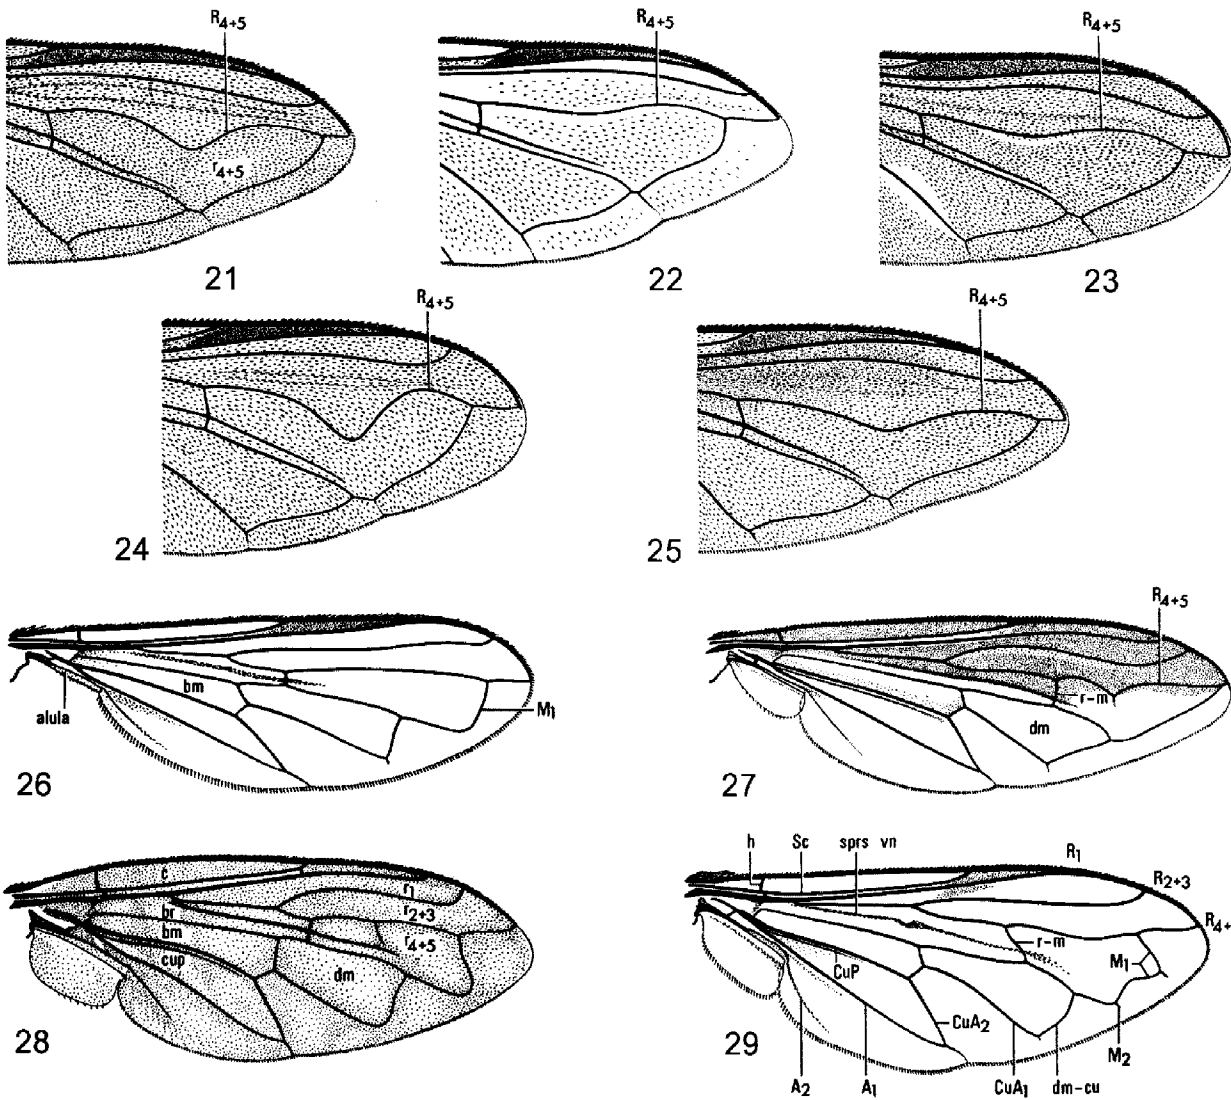 R4+5
R4+5
R4+5
r4+5
21
22
23
R4+5
R4+5
24
25
R4+5
bm
alula
M1
r-m
dm
26
27
h Sc sprs vn R1
c
r1
R2+3
r2+3
br
bm
r4+5
R4+
cup
dm
r-m
M1
CuP
CuA2
28
29
M2
A2 A1 CuA1 dm-cu